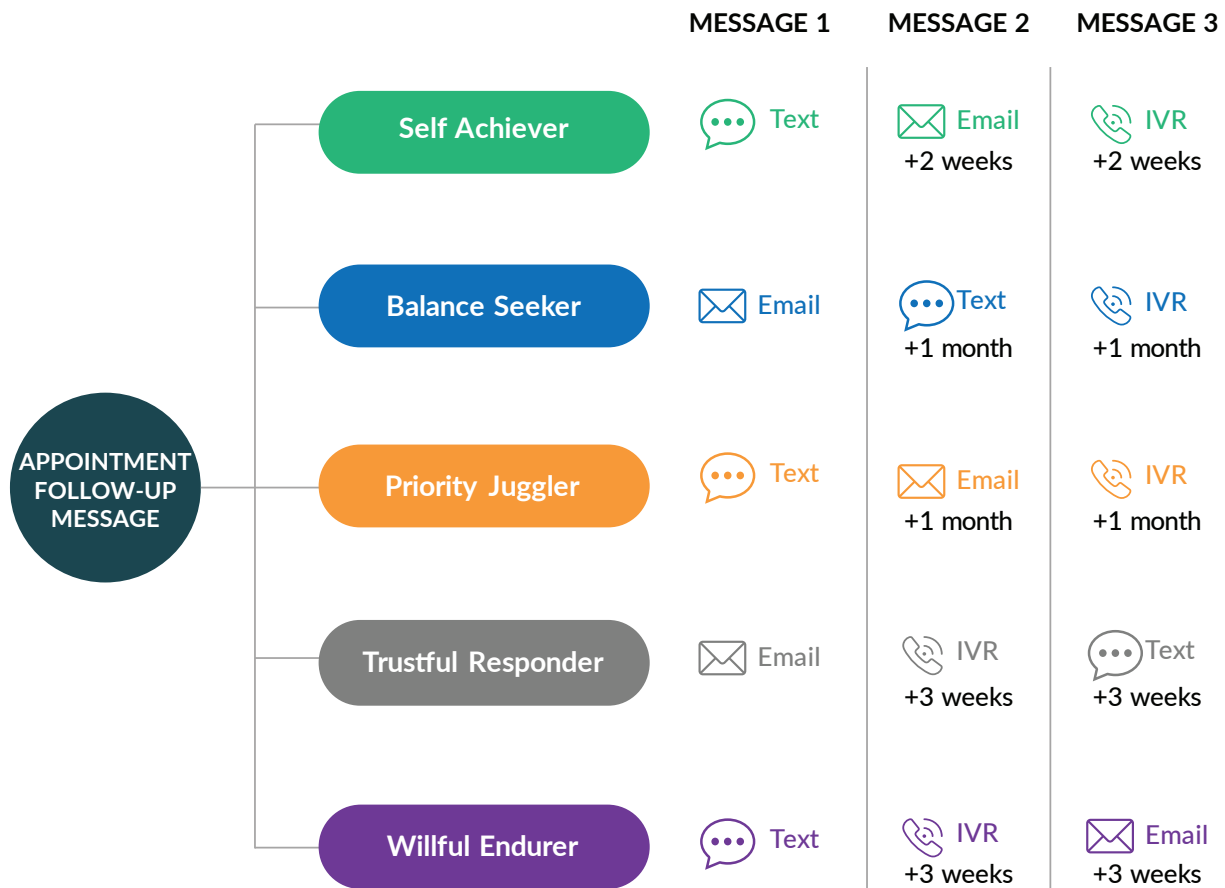 MESSAGE 1 MESSAGE 2 MESSAGE 3
Self Achiever Text Email IVR
+2 weeks +2 weeks
Balance Seeker Email Text IVR
+1 month +1 month
APPOINTMENT
FOLLOW-UP
MESSAGE
Priority Juggler Text Email IVR
+1 month +1 month
Trustful Responder Email IVR Text
+3 weeks +3 weeks
Willful Endurer Text IVR Email
+3 weeks +3 weeks